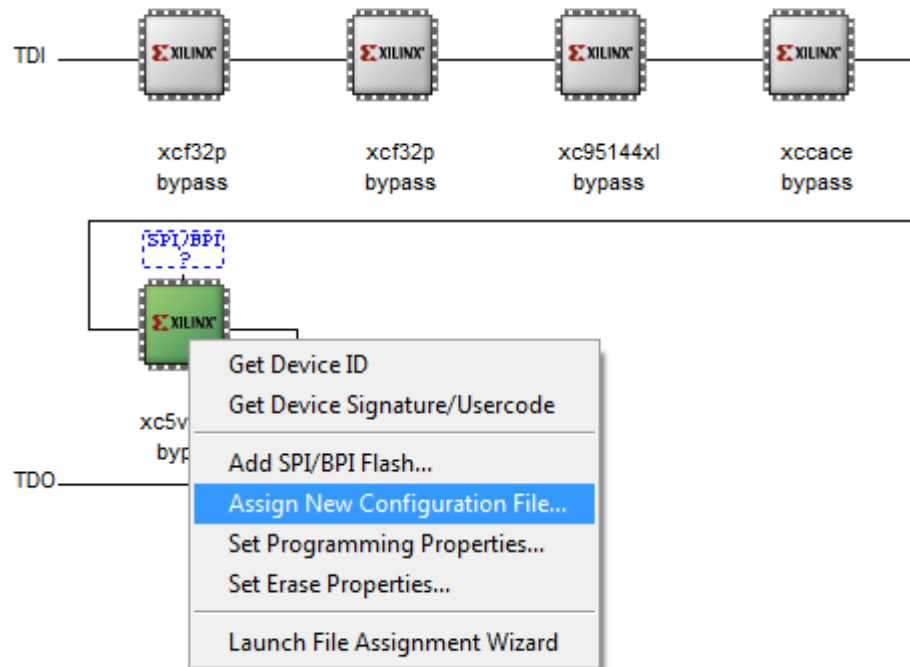 TDI
XILINX® XILINX® XILINX® XILINX®
xcf32p xcf32p xc95144xl xccace
bypass bypass bypass bypass
SPI/BPI
?
XILINX®
Get Device ID
Get Device Signature/Usercode
xc5v
byp
Add SPI/BPI Flash...
TDO
Assign New Configuration File...
Set Programming Properties...
Set Erase Properties...
Launch File Assignment Wizard